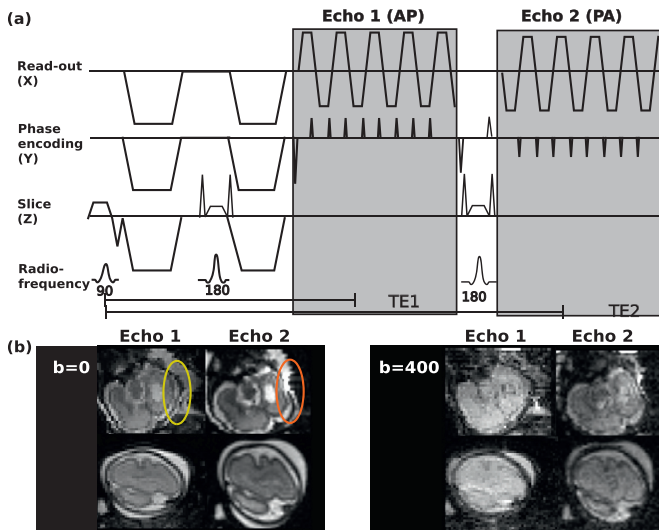 (a)
Echo 1 (AP)
Echo 2 (PA)
Read-out
(X)
Phase
encoding
(Y)
Slice
(Z)
Radio-
frequency
90
180
180
TE1
TE2
(b)
Echo 1
Echo 2
Echo 1
Echo 2
b=0
b=400